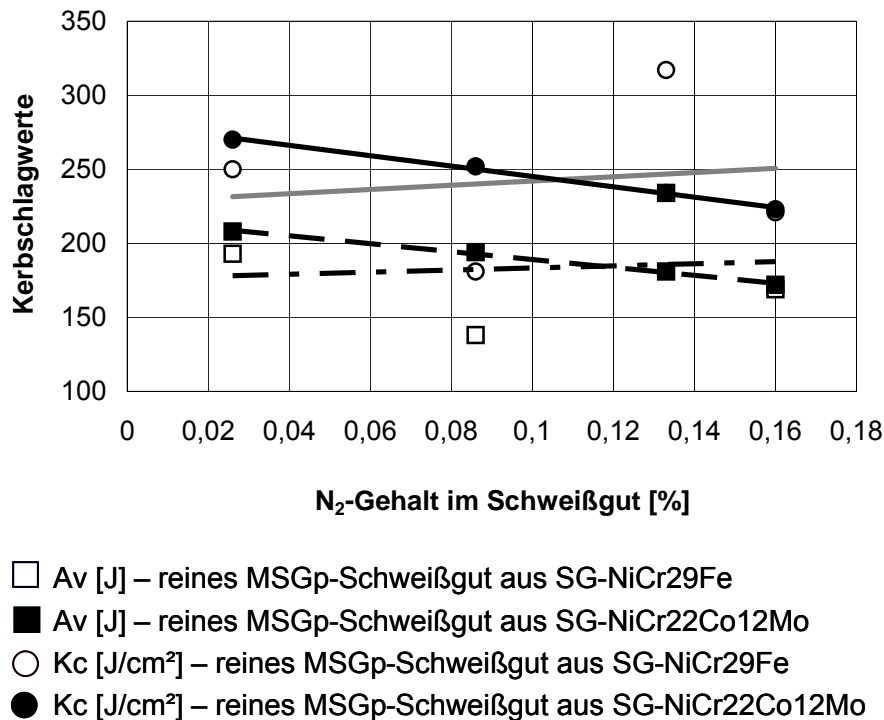 Kerbschlagwerte
350
300
250
200
150
100
0 0,02 0,04 0,06 0,08 0,1 0,12 0,14 0,16 0,18
N₂-Gehalt im Schweißgut [%]
Av [J] – reines MSGp-Schweißgut aus SG-NiCr29Fe
Av [J] – reines MSGp-Schweißgut aus SG-NiCr22Co12Mo
Kc [J/cm²] – reines MSGp-Schweißgut aus SG-NiCr29Fe
Kc [J/cm²] – reines MSGp-Schweißgut aus SG-NiCr22Co12Mo